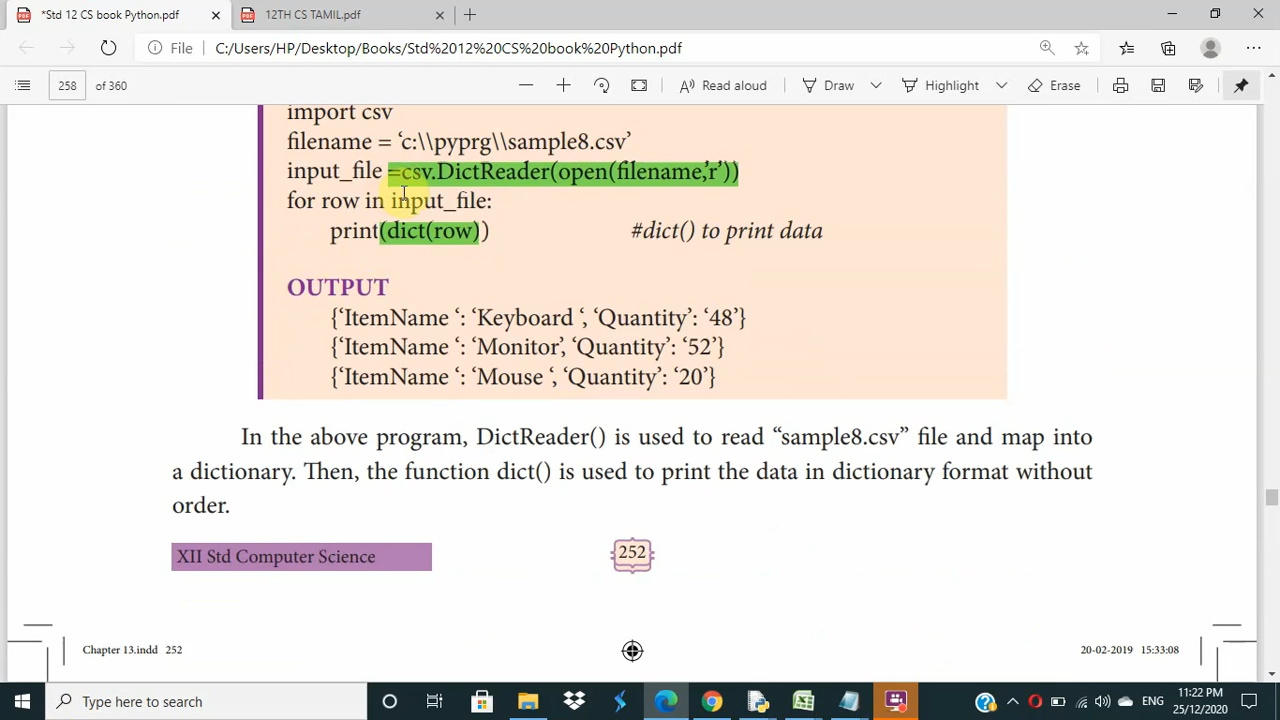 *Std 12 CS book Python.pdf
12TH CS TAMIL.pdf
File C:/Users/HP/Desktop/Books/Std%2012%20CS%20book%20Python.pdf
258 of 360 Read aloud Draw Highlight Erase
import csv
filename = ‘c:\\pyprg\\sample8.csv’
input_file =csv.DictReader(open(filename,’r’))
for row in input_file:
print(dict(row)) #dict() to print data
OUTPUT
{‘ItemName ‘: ‘Keyboard ‘, ‘Quantity’: ‘48’}
{‘ItemName ‘: ‘Monitor’, ‘Quantity’: ‘52’}
{‘ItemName ‘: ‘Mouse ‘, ‘Quantity’: ‘20’}
In the above program, DictReader() is used to read “sample8.csv” file and map into
a dictionary. Then, the function dict() is used to print the data in dictionary format without
order.
XII Std Computer Science 252
Chapter 13.indd 252 20-02-2019 15:33:08
Type here to search
ENG
11:22 PM
25/12/2020